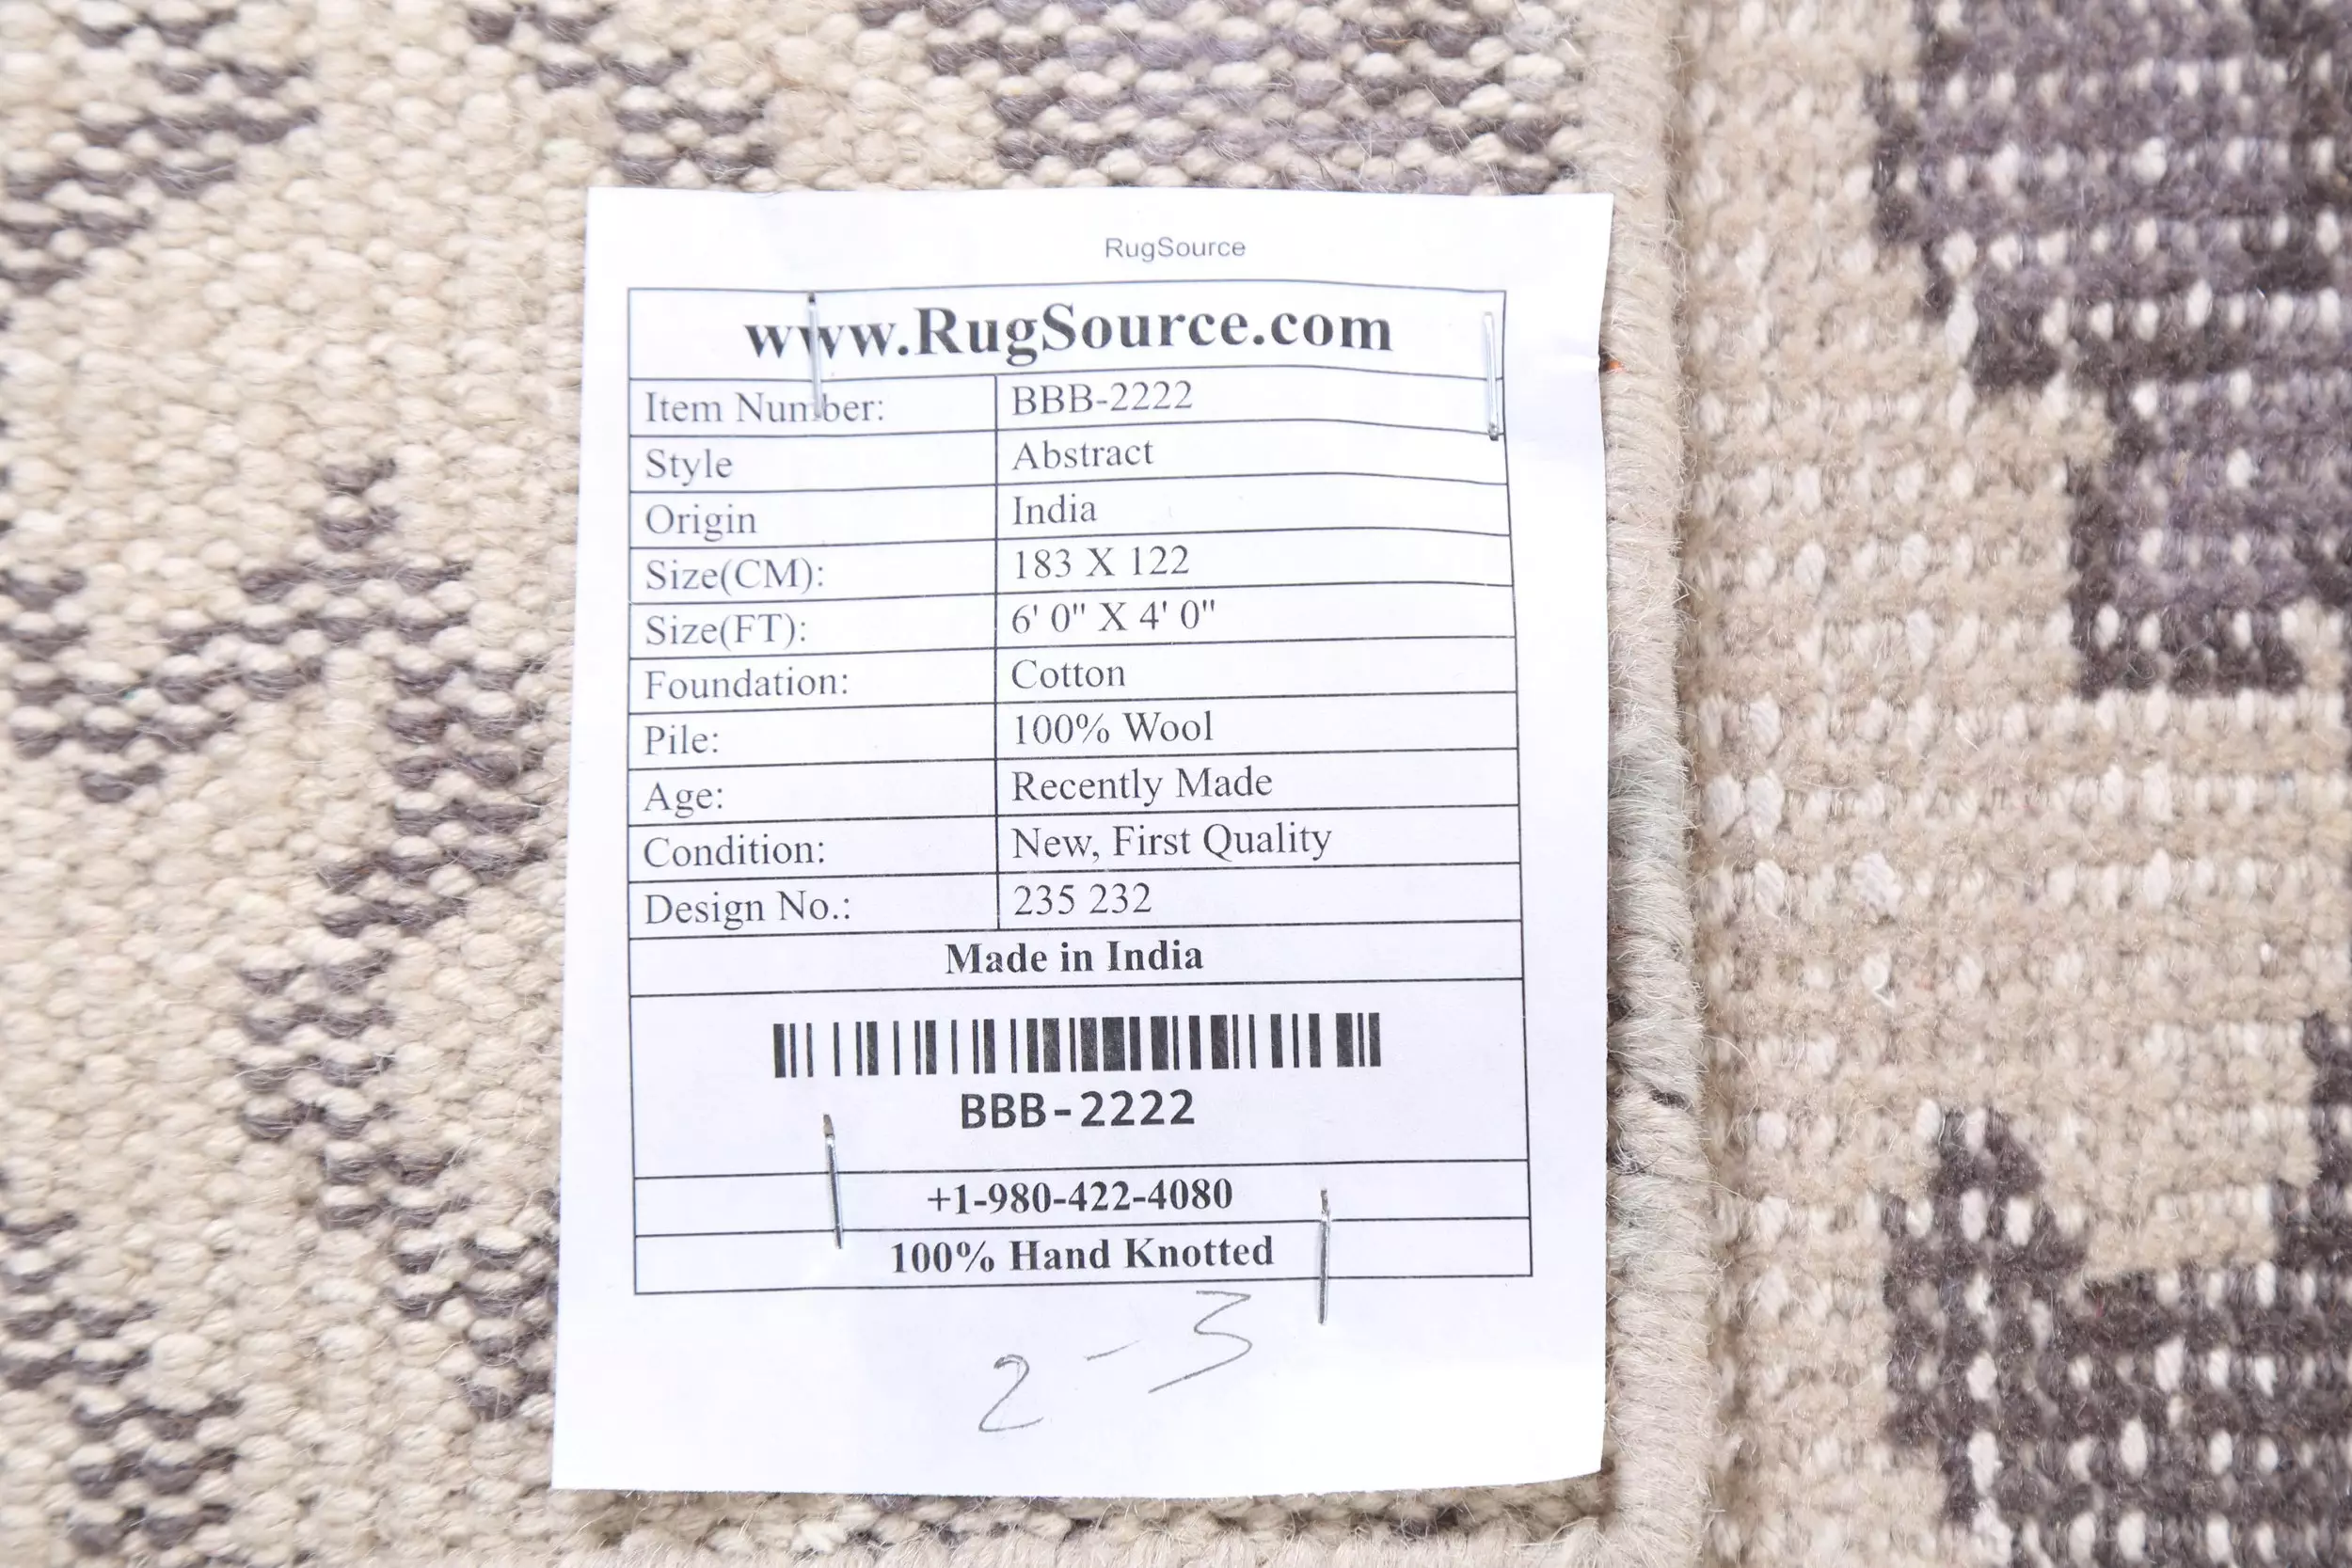 RugSource
www.RugSource.com
Item Number: BBB-2222
Style Abstract
Origin India
Size(CM): 183 X 122
Size(FT): 6' 0" X 4' 0"
Foundation: Cotton
Pile: 100% Wool
Age: Recently Made
Condition: New, First Quality
Design No.: 235 232
Made in India
BBB-2222
+1-980-422-4080
100% Hand Knotted
2-3